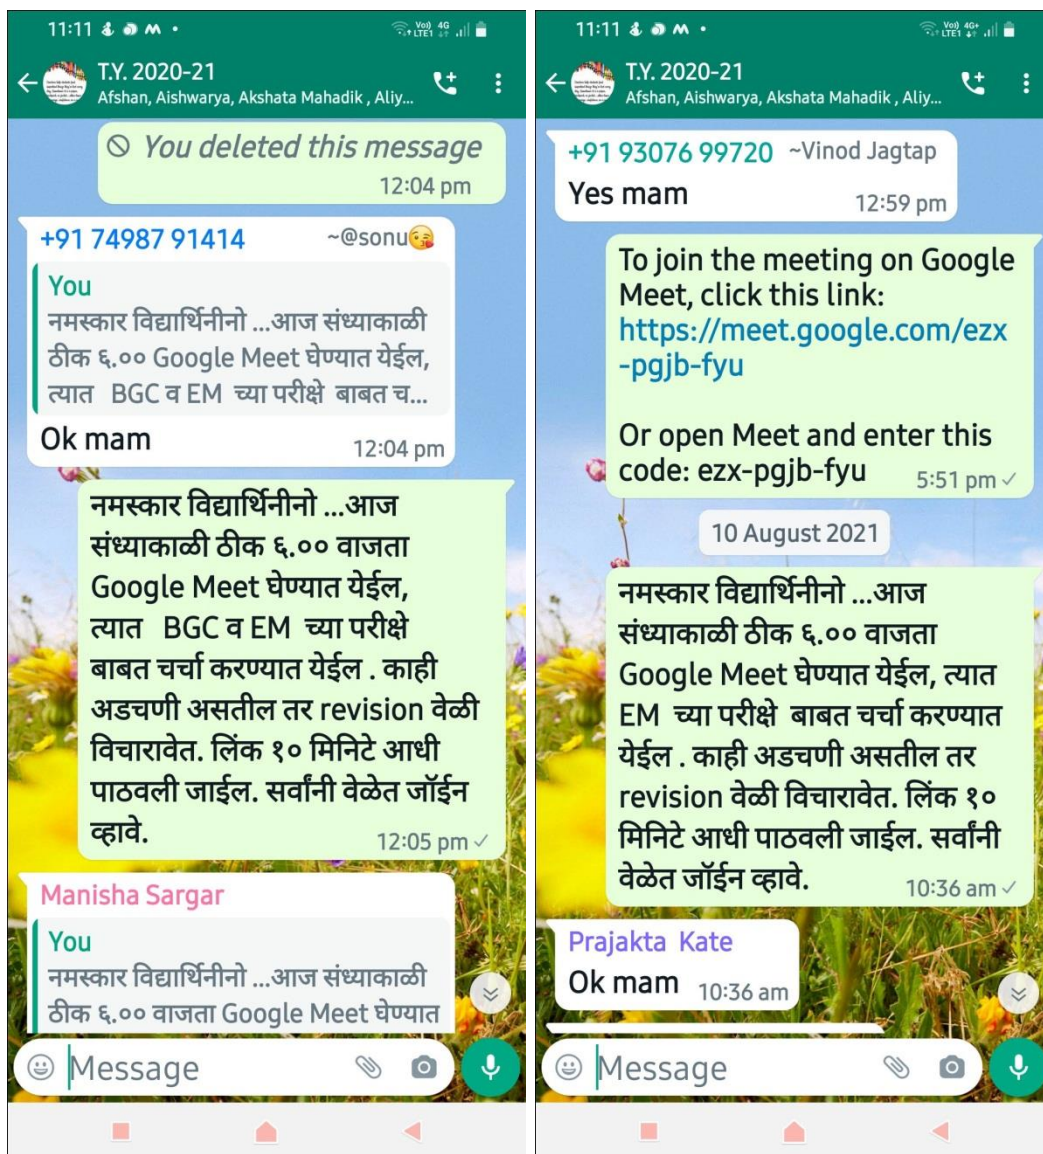 11:11
Vo) 4G
LTE1
T.Y. 2020-21
Afshan, Aishwarya, Akshata Mahadik , Aliy...
You deleted this message
12:04 pm
+91 74987 91414 ~@sonu😘
You
नमस्कार विद्यार्थिनीनो ...आज संध्याकाळी
ठीक ६.०० Google Meet घेण्यात येईल,
त्यात BGC व EM च्या परीक्षे बाबत च...
Ok mam
12:04 pm
नमस्कार विद्यार्थिनीनो ...आज
संध्याकाळी ठीक ६.०० वाजता
Google Meet घेण्यात येईल,
त्यात BGC व EM च्या परीक्षे
बाबत चर्चा करण्यात येईल . काही
अडचणी असतील तर revision वेळी
विचारावेत. लिंक १० मिनिटे आधी
पाठवली जाईल. सर्वांनी वेळेत जॉईन
व्हावे.
12:05 pm
Manisha Sargar
You
नमस्कार विद्यार्थिनीनो ...आज संध्याकाळी
ठीक ६.०० वाजता Google Meet घेण्यात
Message
11:11
Vo) 4G+
LTE1
T.Y. 2020-21
Afshan, Aishwarya, Akshata Mahadik , Aliy...
+91 93076 99720 ~Vinod Jagtap
Yes mam
12:59 pm
To join the meeting on Google
Meet, click this link:
https://meet.google.com/ezx
-pgjb-fyu
Or open Meet and enter this
code: ezx-pgjb-fyu
5:51 pm
10 August 2021
नमस्कार विद्यार्थिनीनो ...आज
संध्याकाळी ठीक ६.०० वाजता
Google Meet घेण्यात येईल, त्यात
EM च्या परीक्षे बाबत चर्चा करण्यात
येईल . काही अडचणी असतील तर
revision वेळी विचारावेत. लिंक १०
मिनिटे आधी पाठवली जाईल. सर्वांनी
वेळेत जॉईन व्हावे.
10:36 am
Prajakta Kate
Ok mam
10:36 am
Message